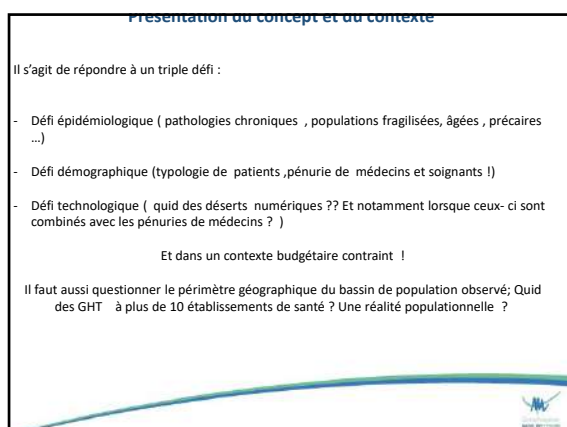 Présentation du concept et du contexte
Il s’agit de répondre à un triple défi :
- Défi épidémiologique ( pathologies chroniques , populations fragilisées, âgées , précaires
…)
- Défi démographique (typologie de patients ,pénurie de médecins et soignants !)
- Défi technologique ( quid des déserts numériques ?? Et notamment lorsque ceux- ci sont
combinés avec les pénuries de médecins ? )
Et dans un contexte budgétaire contraint !
Il faut aussi questionner le périmètre géographique du bassin de population observé; Quid
des GHT à plus de 10 établissements de santé ? Une réalité populationnelle ?